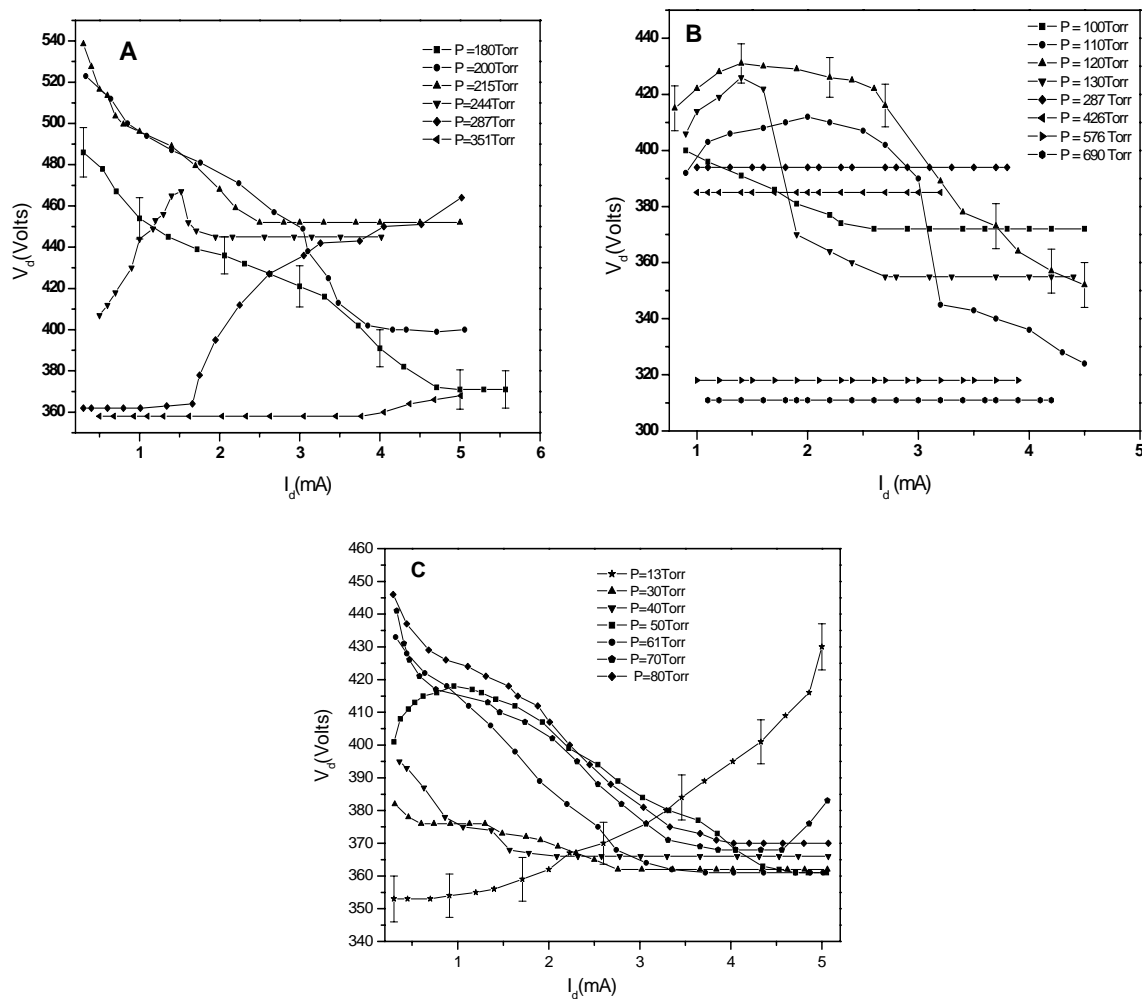 A
P =180Torr
P =200Torr
P =215Torr
P =244Torr
P =287Torr
P=351Torr
540
520
500
480
460
440
420
400
380
360
V_d(Volts)
1
2
3
4
5
6
I_d(mA)
B
P = 100Torr
P = 110Torr
P = 120Torr
P = 130Torr
P = 287 Torr
P = 426Torr
P = 576 Torr
P = 690 Torr
440
420
400
380
360
340
320
300
V_d(Volts)
1
2
3
4
5
I_d (mA)
C
P=13Torr
P=30Torr
P=40Torr
P= 50Torr
P=61Torr
P=70Torr
P=80Torr
460
450
440
430
420
410
400
390
380
370
360
350
340
V_d(Volts)
1
2
3
4
5
I_d(mA)